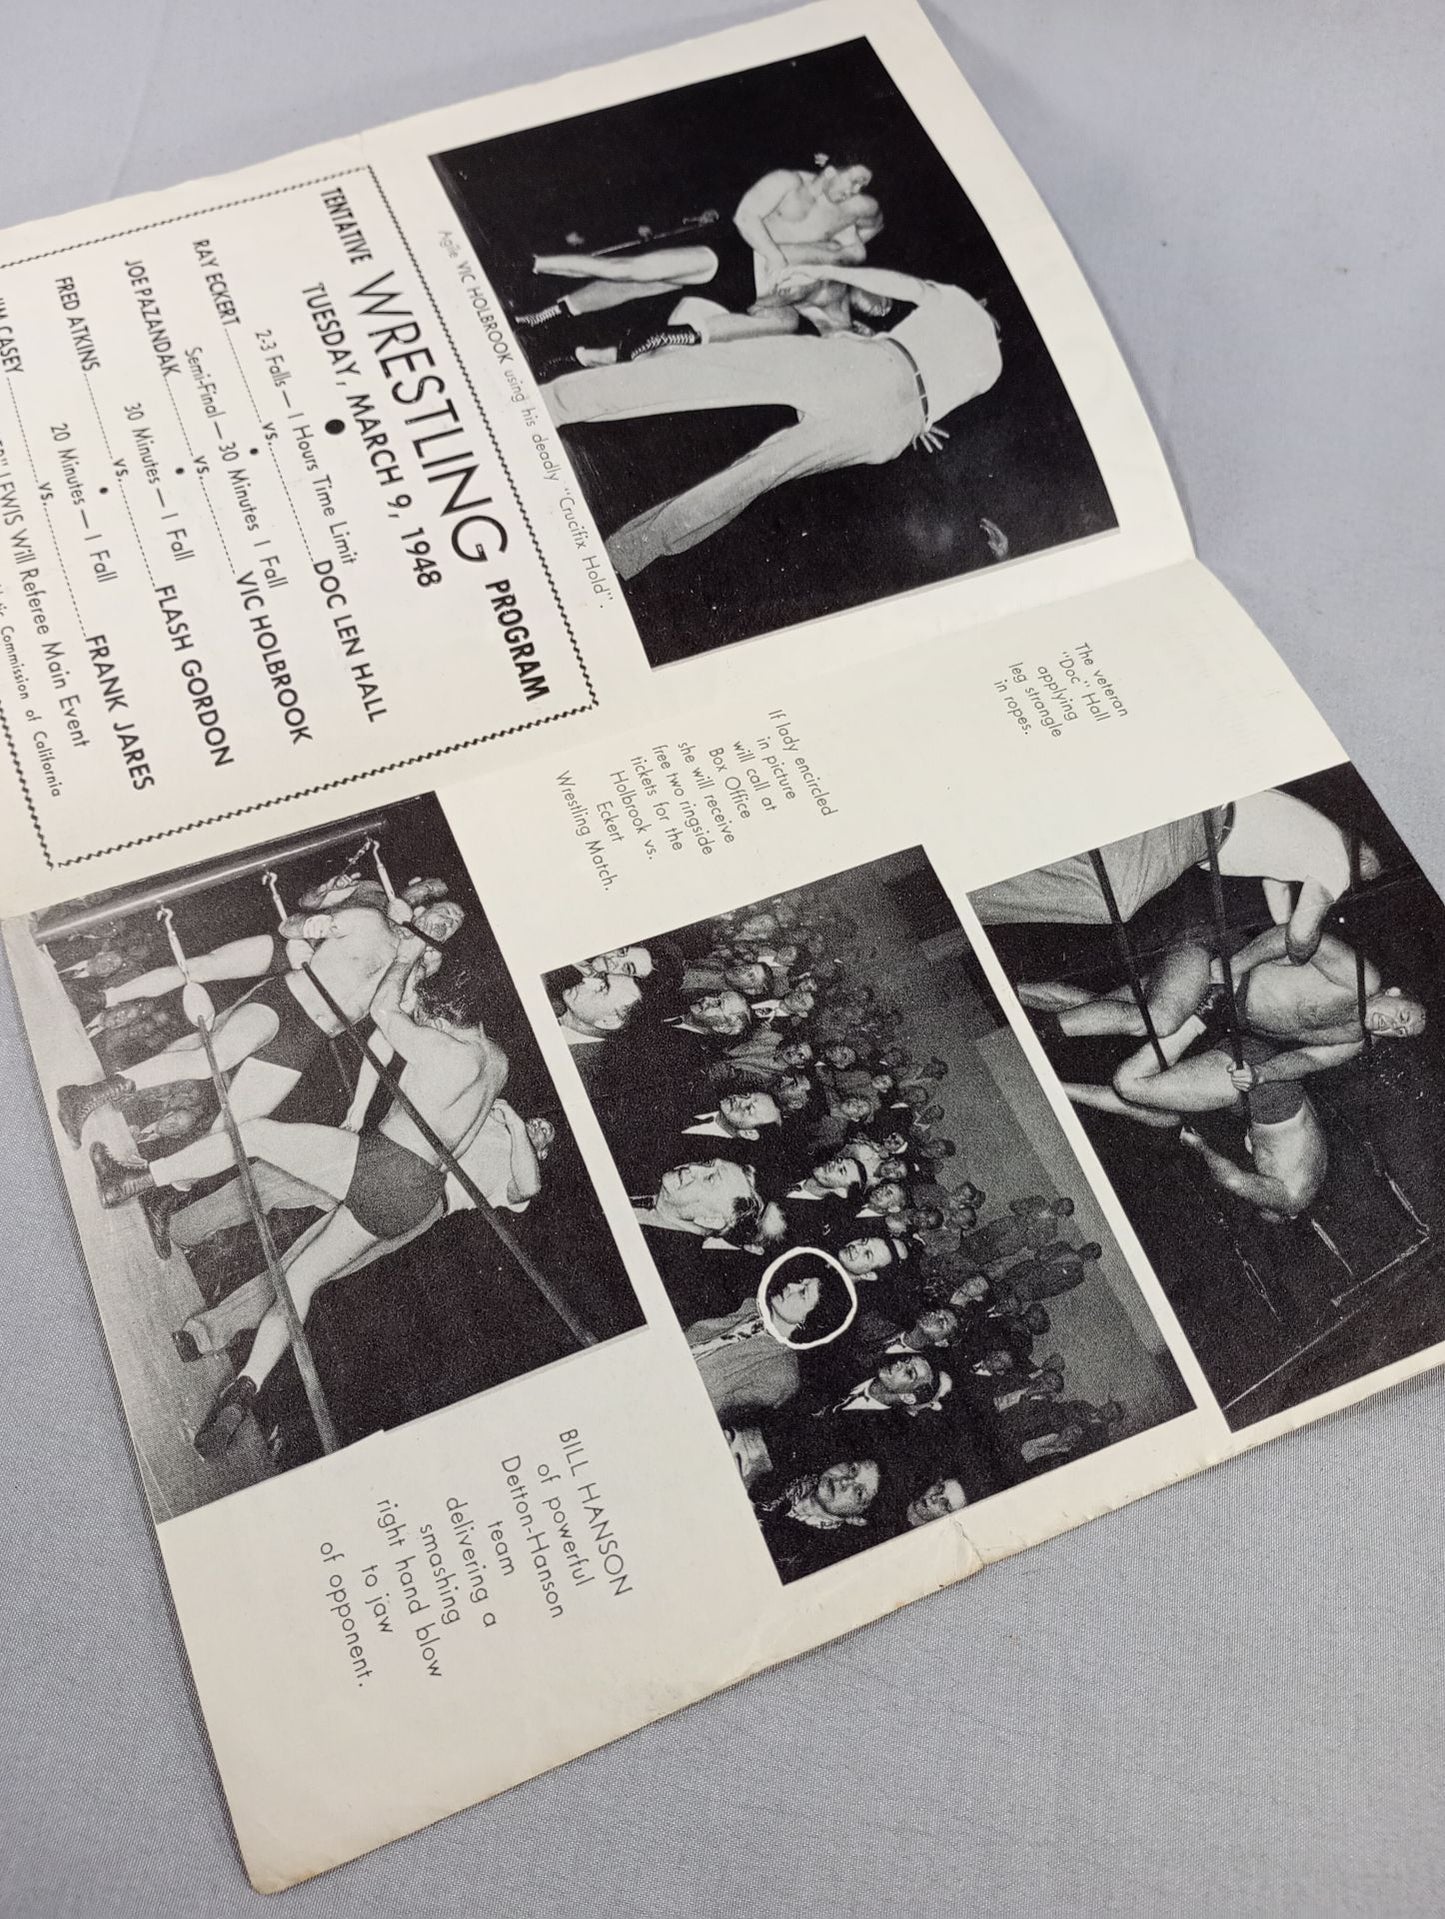 Agile VIC HOLBROOK using his deadly "Crucifix Hold".
TENTATIVE WRESTLING PROGRAM
TUESDAY, MARCH 9, 1948
2-3 Falls — 1 Hours Time Limit
RAY ECKERT vs. DOC LEN HALL
Semi-Final — 30 Minutes 1 Fall
JOE PAZANDAK vs. VIC HOLBROOK
30 Minutes — 1 Fall
FRED ATKINS vs. FLASH GORDON
20 Minutes — 1 Fall
CASEY vs. FRANK JARES
LEWIS Will Referee Main Event
Commission of California
The veteran
"Doc" Hall
applying
leg strangle
in ropes.
If lady encircled
in picture
will call at
Box Office
she will receive
free two ringside
tickets for the
Holbrook vs.
Eckert
Wrestling Match.
BILL HANSON
of powerful
Detton-Hanson
team
delivering a
smashing
right hand blow
to jaw
of opponent.